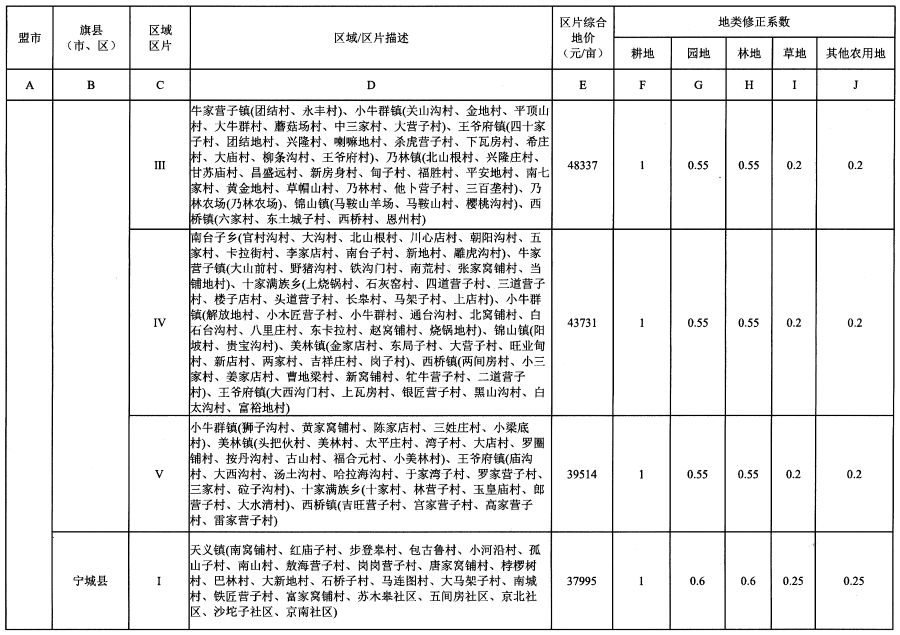 盟市
旗县
（市、区）
区域
区片
区域/区片描述
区片综合
地价
（元/亩）
地类修正系数
耕地
园地
林地
草地
其他农用地
A
B
C
D
E
F
G
H
I
J
III
牛家营子镇(团结村、永丰村)、小牛群镇(关山沟村、金地村、平顶山
村、大牛群村、蘑菇场村、中三家村、大营子村)、王爷府镇(四十家
子村、团结地村、兴隆村、喇嘛地村、杀虎营子村、下瓦房村、希庄
村、大庙村、柳条沟村、王爷府村)、乃林镇(北山根村、兴隆庄村、
甘苏庙村、昌盛远村、新房身村、甸子村、福胜村、平安地村、南七
家村、黄金地村、草帽山村、乃林村、他卜营子村、三百垄村)、乃
林农场(乃林农场)、锦山镇(马鞍山羊场、马鞍山村、樱桃沟村)、西
桥镇(六家村、东土城子村、西桥村、恩州村)
48337
1
0.55
0.55
0.2
0.2
IV
南台子乡(官村沟村、大沟村、北山根村、川心店村、朝阳沟村、五
家村、卡拉街村、李家店村、南台子村、新地村、雕虎沟村)、牛家
营子镇(大山前村、野猪沟村、铁沟门村、南荒村、张家窝铺村、当
铺地村)、十家满族乡(上烧锅村、石灰窑村、四道营子村、三道营子
村、楼子店村、头道营子村、长皋村、马架子村、上店村)、小牛群
镇(解放地村、小木匠营子村、小牛群村、通台沟村、北窝铺村、白
石台沟村、八里庄村、东卡拉村、赵窝铺村、烧锅地村)、锦山镇(阳
坡村、贵宝沟村)、美林镇(金家店村、东局子村、大营子村、旺业甸
村、新店村、两家村、吉祥庄村、岗子村)、西桥镇(两间房村、小三
家村、姜家店村、曹地梁村、新窝铺村、牤牛营子村、二道营子
村)、王爷府镇(大西沟门村、上瓦房村、银匠营子村、黑山沟村、白
太沟村、富裕地村)
43731
1
0.55
0.55
0.2
0.2
V
小牛群镇(狮子沟村、黄家窝铺村、陈家店村、三姓庄村、小梁底
村)、美林镇(头把伙村、美林村、太平庄村、湾子村、大店村、罗圈
铺村、按丹沟村、古山村、福合元村、小美林村)、王爷府镇(庙沟
村、大西沟村、汤土沟村、哈拉海沟村、于家湾子村、罗家营子村、
三家村、砬子沟村)、十家满族乡(十家村、林营子村、玉皇庙村、郎
营子村、大水清村)、西桥镇(吉旺营子村、宫家营子村、高家营子
村、雷家营子村)
39514
1
0.55
0.55
0.2
0.2
宁城县
I
天义镇(南窝铺村、红庙子村、步登皋村、包古鲁村、小河沿村、孤
山子村、南山村、敖海营子村、岗岗营子村、唐家窝铺村、桲椤树
村、巴林村、大新地村、石桥子村、马连图村、大马架子村、南城
村、铁匠营子村、富家窝铺村、苏木皋社区、五间房社区、京北社
区、沙坨子社区、京南社区)
37995
1
0.6
0.6
0.25
0.25